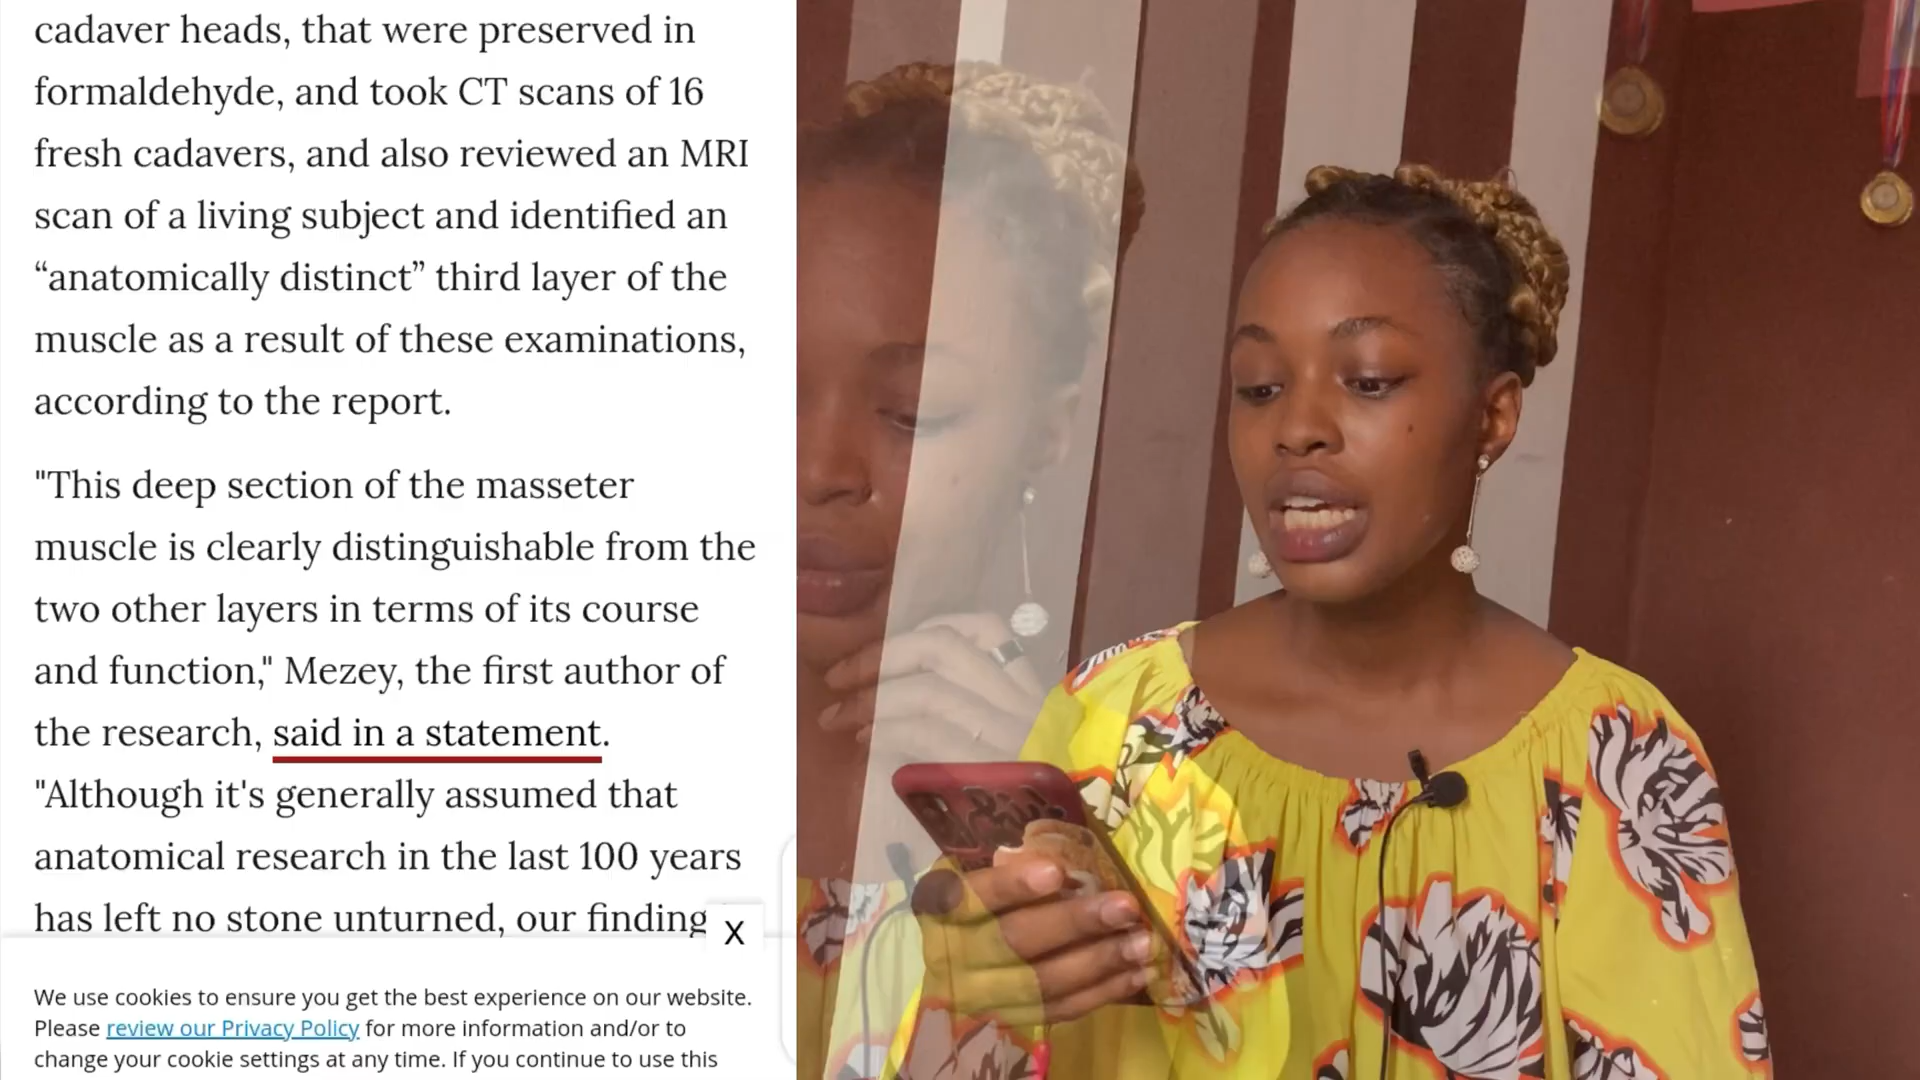 cadaver heads, that were preserved in
formaldehyde, and took CT scans of 16
fresh cadavers, and also reviewed an MRI
scan of a living subject and identified an
“anatomically distinct” third layer of the
muscle as a result of these examinations,
according to the report.
"This deep section of the masseter
muscle is clearly distinguishable from the
two other layers in terms of its course
and function," Mezey, the first author of
the research, said in a statement.
"Although it's generally assumed that
anatomical research in the last 100 years
has left no stone unturned, our finding
X
We use cookies to ensure you get the best experience on our website.
Please review our Privacy Policy for more information and/or to
change your cookie settings at any time. If you continue to use this